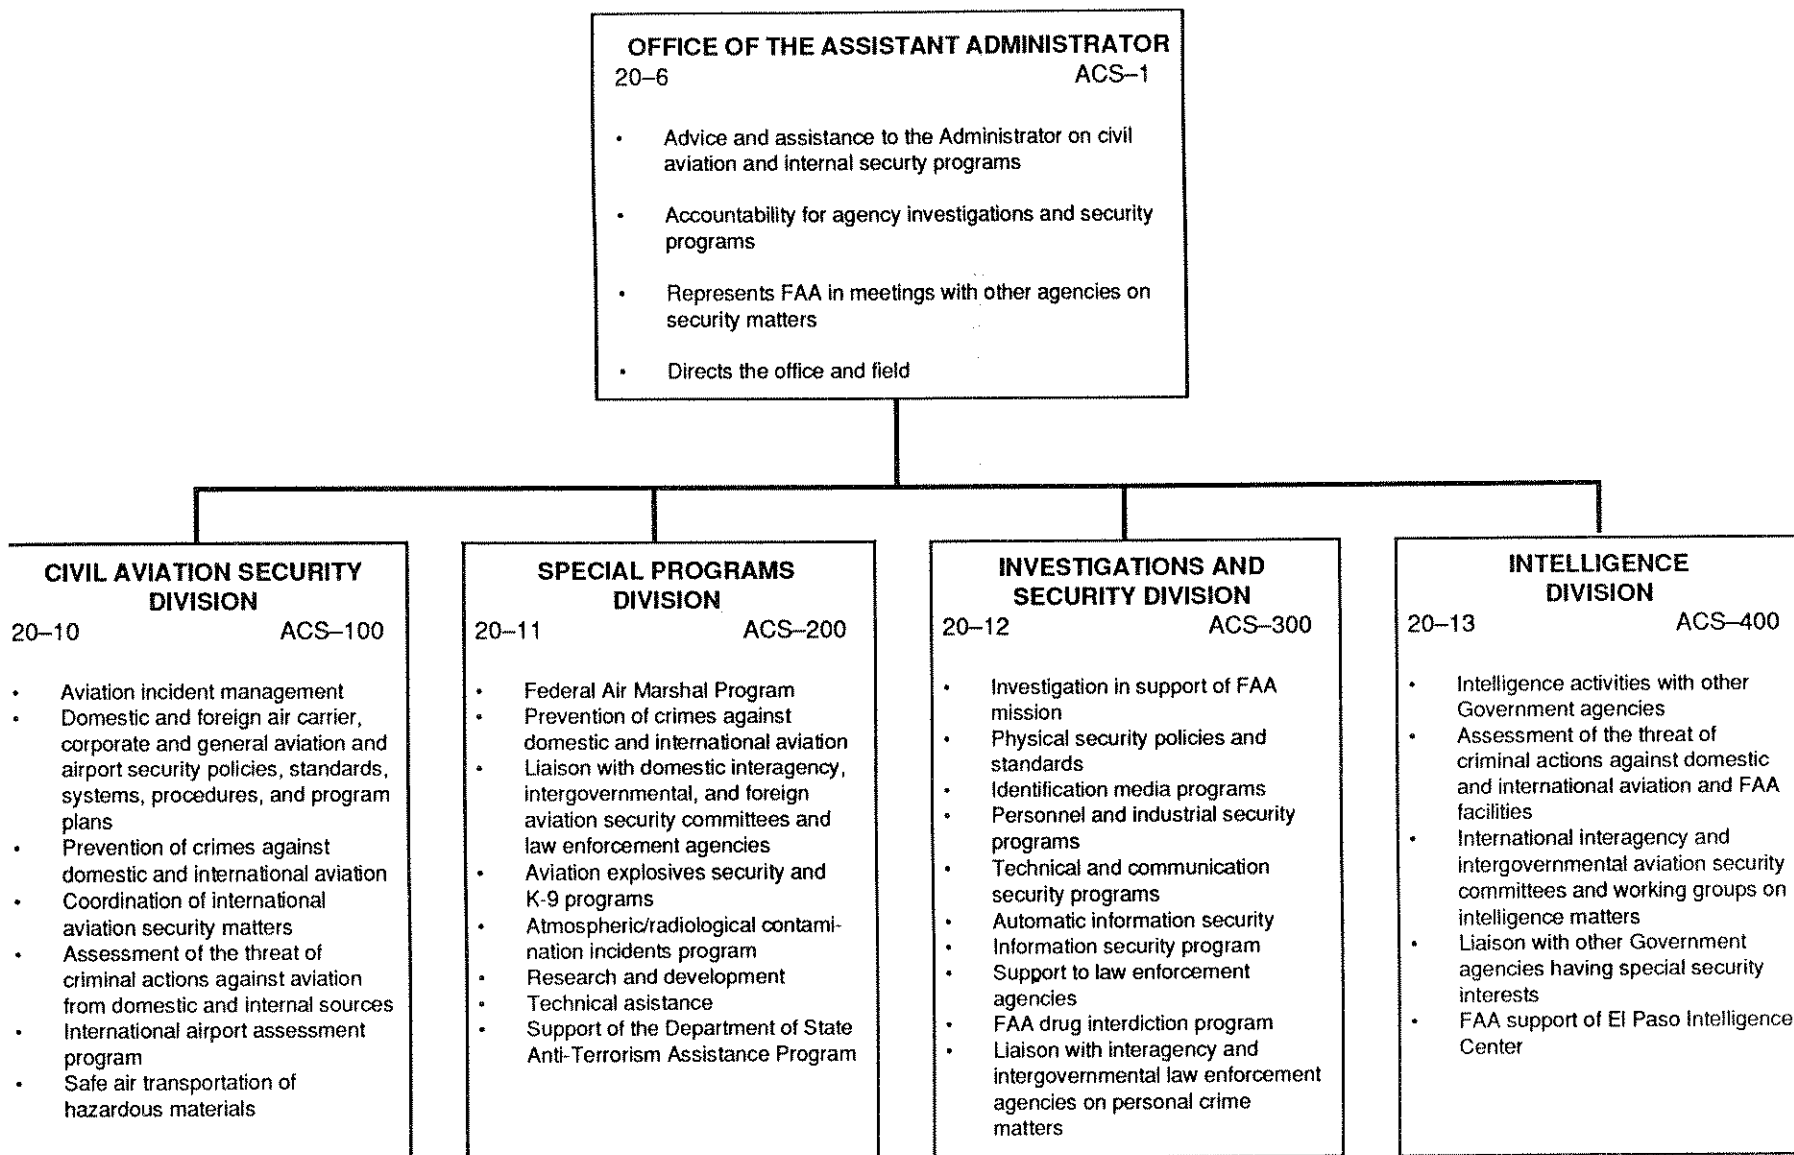 OFFICE OF THE ASSISTANT ADMINISTRATOR
20–6 ACS–1
• Advice and assistance to the Administrator on civil
aviation and internal securty programs
• Accountability for agency investigations and security
programs
• Represents FAA in meetings with other agencies on
security matters
• Directs the office and field
CIVIL AVIATION SECURITY
DIVISION
20–10 ACS–100
• Aviation incident management
• Domestic and foreign air carrier,
corporate and general aviation and
airport security policies, standards,
systems, procedures, and program
plans
• Prevention of crimes against
domestic and international aviation
• Coordination of international
aviation security matters
• Assessment of the threat of
criminal actions against aviation
from domestic and internal sources
• International airport assessment
program
• Safe air transportation of
hazardous materials
SPECIAL PROGRAMS
DIVISION
20–11 ACS–200
• Federal Air Marshal Program
• Prevention of crimes against
domestic and international aviation
• Liaison with domestic interagency,
intergovernmental, and foreign
aviation security committees and
law enforcement agencies
• Aviation explosives security and
K-9 programs
• Atmospheric/radiological contami-
nation incidents program
• Research and development
• Technical asistance
• Support of the Department of State
Anti-Terrorism Assistance Program
INVESTIGATIONS AND
SECURITY DIVISION
20–12 ACS–300
• Investigation in support of FAA
mission
• Physical security policies and
standards
• Identification media programs
• Personnel and industrial security
programs
• Technical and communication
security programs
• Automatic information security
• Information security program
• Support to law enforcement
agencies
• FAA drug interdiction program
• Liaison with interagency and
intergovernmental law enforcement
agencies on personal crime
matters
INTELLIGENCE
DIVISION
20–13 ACS–400
• Intelligence activities with other
Government agencies
• Assessment of the threat of
criminal actions against domestic
and international aviation and FAA
facilities
• International interagency and
intergovernmental aviation security
committees and working groups on
intelligence matters
• Liaison with other Government
agencies having special security
interests
• FAA support of El Paso Intelligence
Center